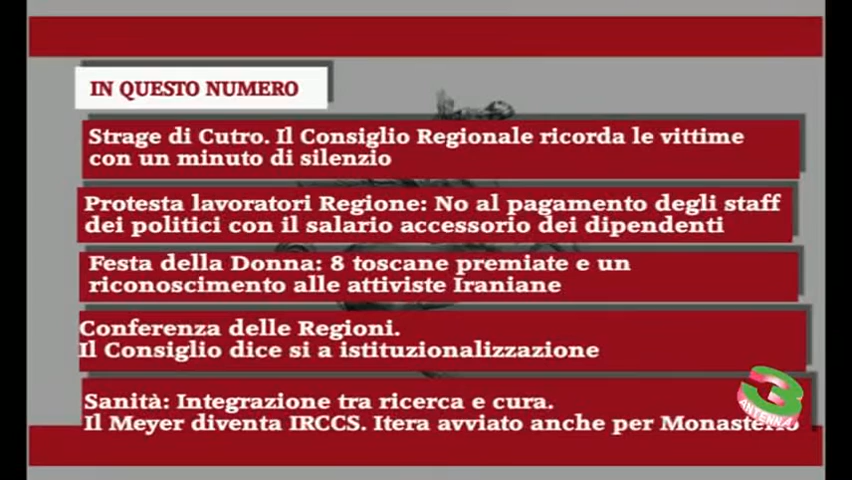 IN QUESTO NUMERO
Strage di Cutro. Il Consiglio Regionale ricorda le vittime
con un minuto di silenzio
Protesta lavoratori Regione: No al pagamento degli staff
dei politici con il salario accessorio dei dipendenti
Festa della Donna: 8 toscane premiate e un
riconoscimento alle attiviste Iraniane
Conferenza delle Regioni.
Il Consiglio dice si a istituzionalizzazione
Sanità: Integrazione tra ricerca e cura.
Il Meyer diventa IRCCS. Itera avviato anche per Monasterio
3
ANTENNA